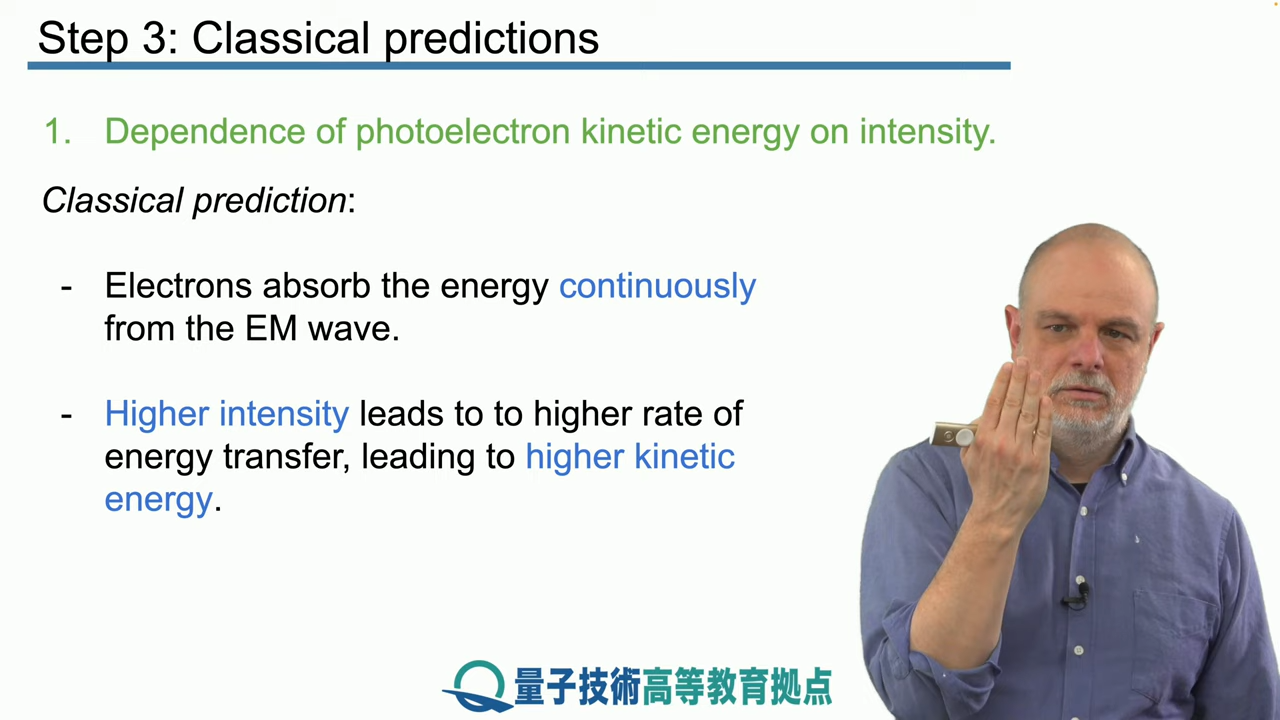 Step 3: Classical predictions
1. Dependence of photoelectron kinetic energy on intensity.
Classical prediction:
- Electrons absorb the energy continuously
from the EM wave.
- Higher intensity leads to to higher rate of
energy transfer, leading to higher kinetic
energy.
量子技術高等教育拠点